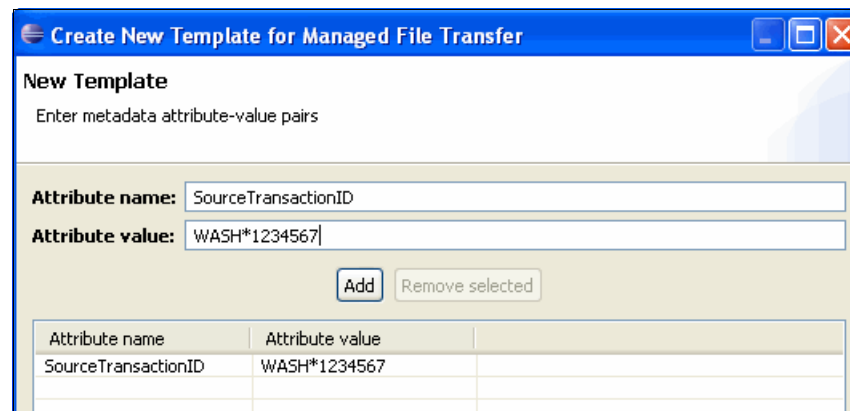 Create New Template for Managed File Transfer
New Template
Enter metadata attribute-value pairs
Attribute name: SourceTransactionID
Attribute value: WASH*1234567
Add Remove selected
Attribute name Attribute value
SourceTransactionID WASH*1234567